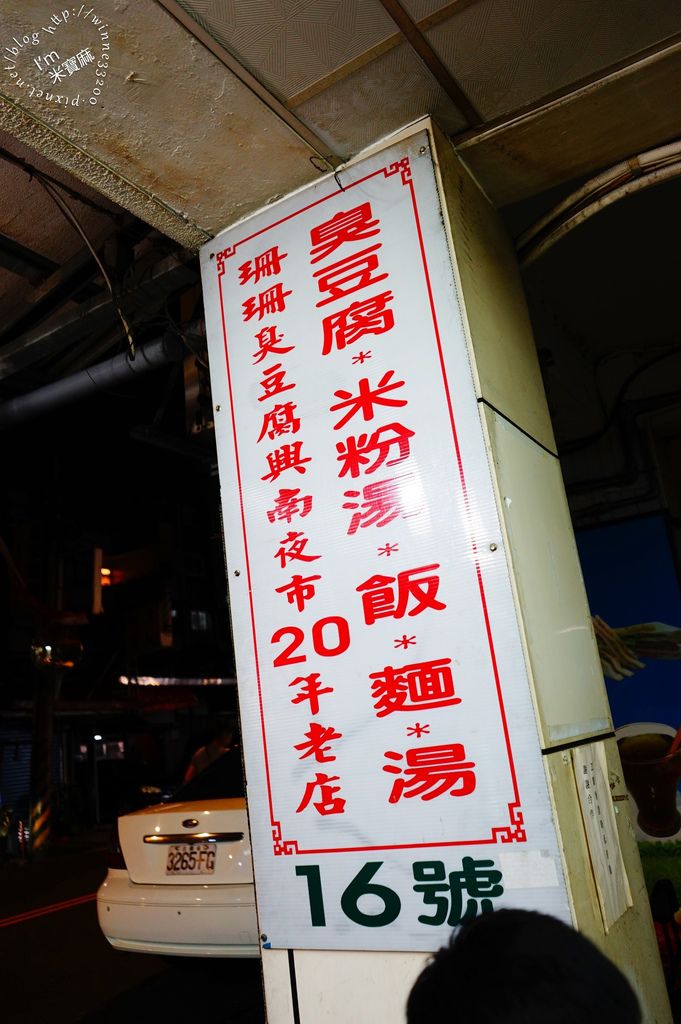 臭豆腐*米粉湯*飯*麵*湯
珊珊臭豆腐興南夜市20年老店
16號
3265-FG
http://winnie33200.pixnet.net/blog
I'm
米寶麻